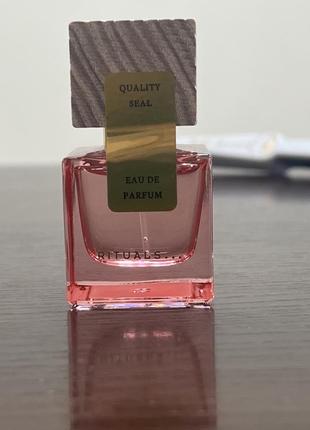 QUALITY
SEAL
EAU DE
PARFUM
RITUALS...